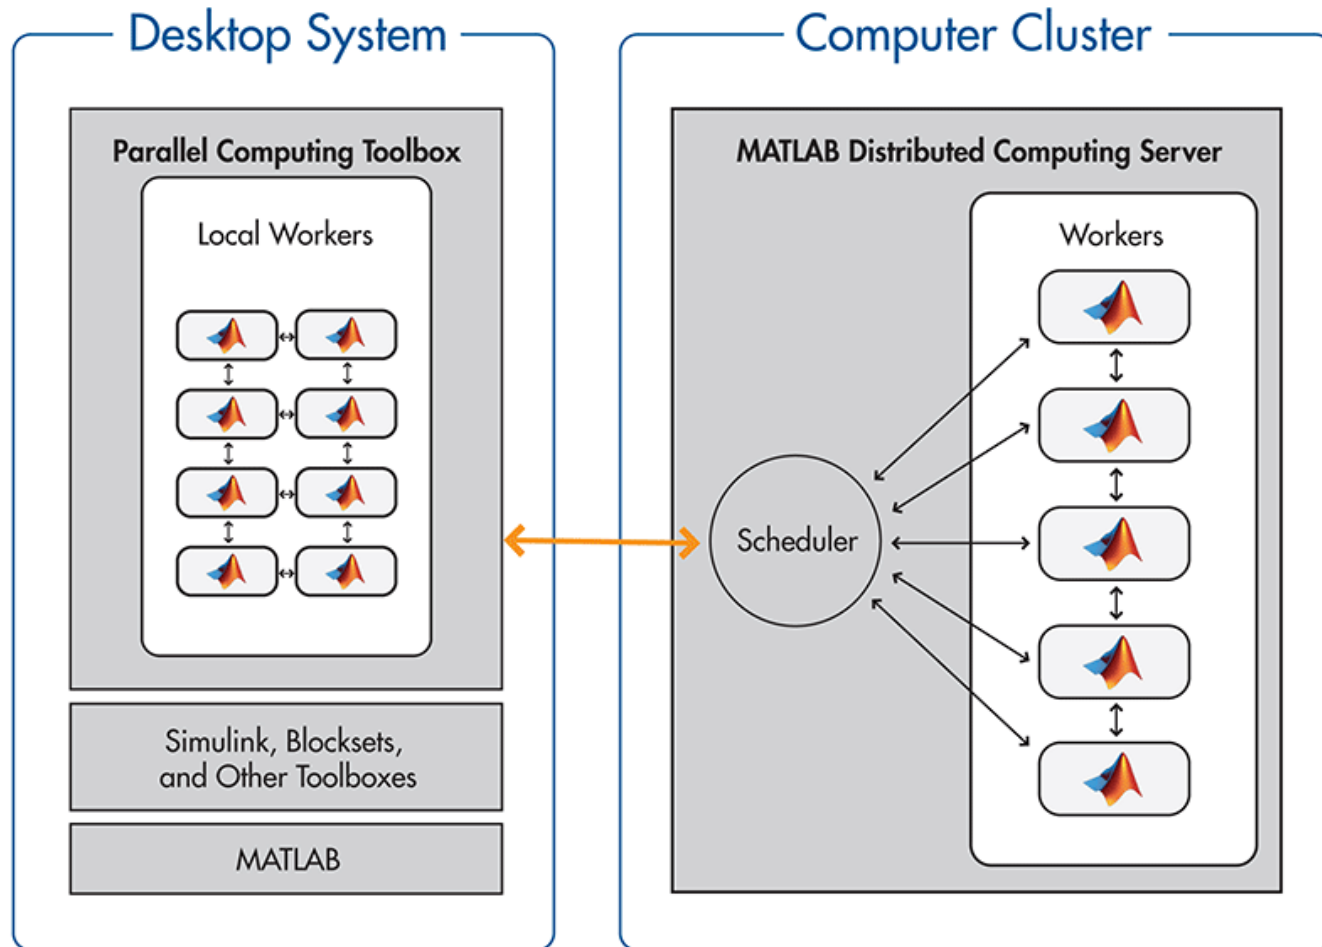 Desktop System
Parallel Computing Toolbox
Local Workers
Simulink, Blocksets,
and Other Toolboxes
MATLAB
Computer Cluster
MATLAB Distributed Computing Server
Workers
Scheduler